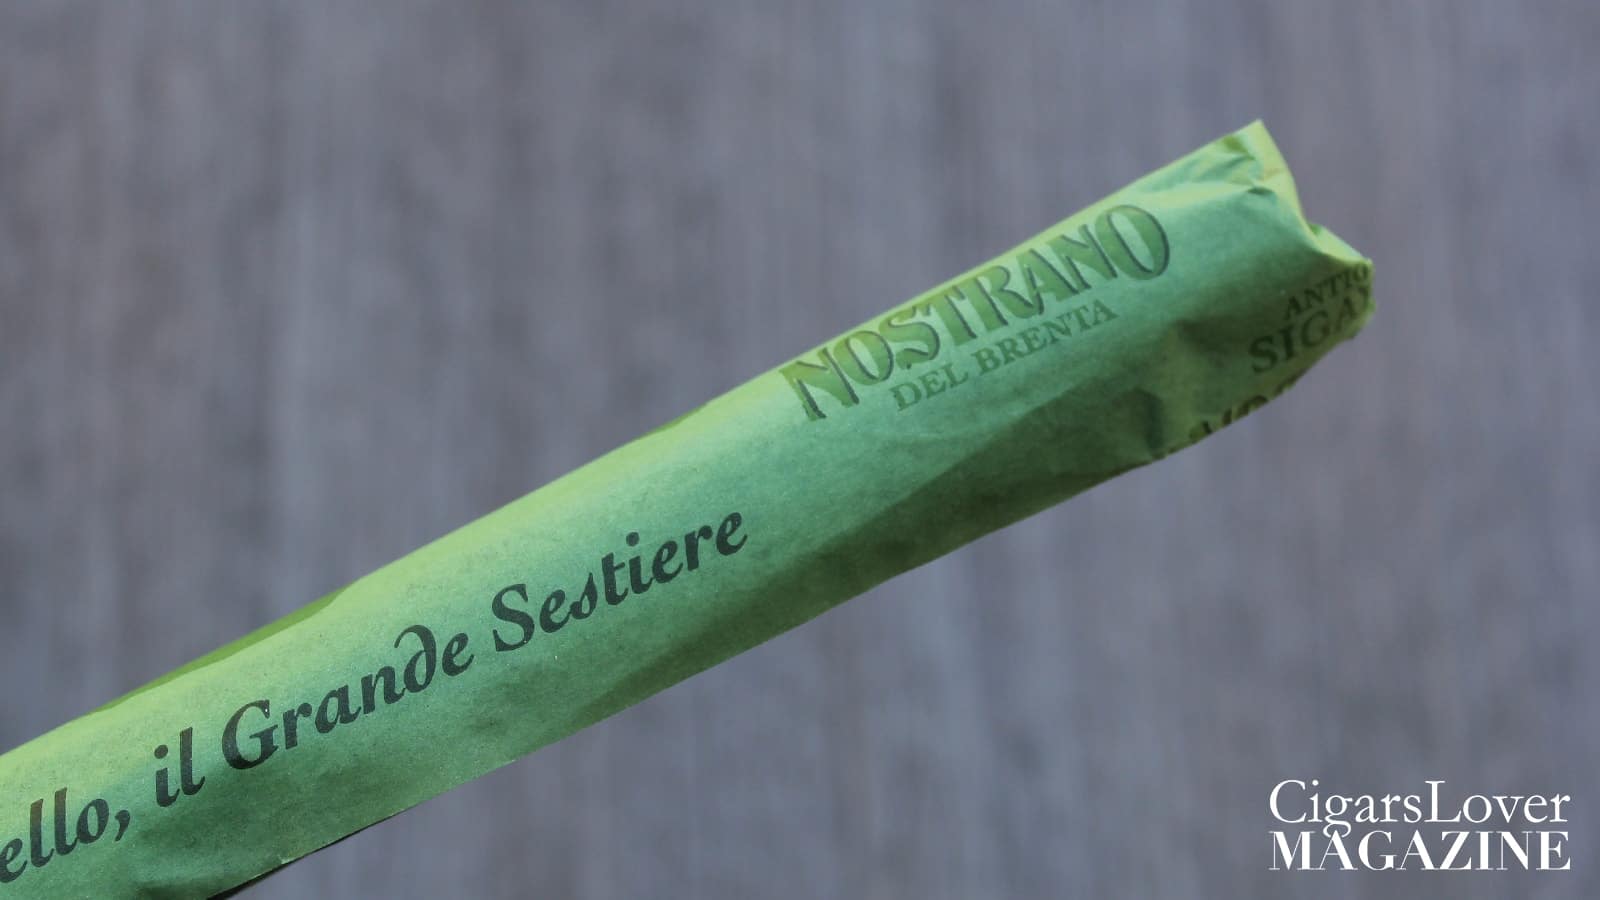 NOSTRANO
DEL BRENTA
ello, il Grande Sestiere
CigarsLover
MAGAZINE